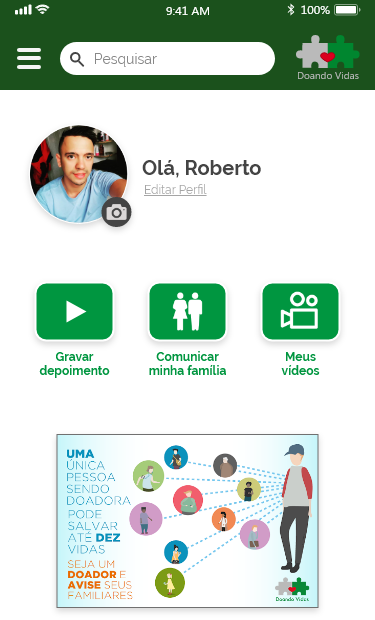 9:41 AM
100%
Pesquisar
Doando Vidas
Olá, Roberto
Editar Perfil
Gravar
depoimento
Comunicar
minha família
Meus
vídeos
UMA
ÚNICA
PESSOA
SENDO
DOADORA
PODE
SALVAR
ATÉ DEZ
VIDAS
SEJA UM
DOADOR E
AVISE SEUS
FAMILIARES
Doando Vidas